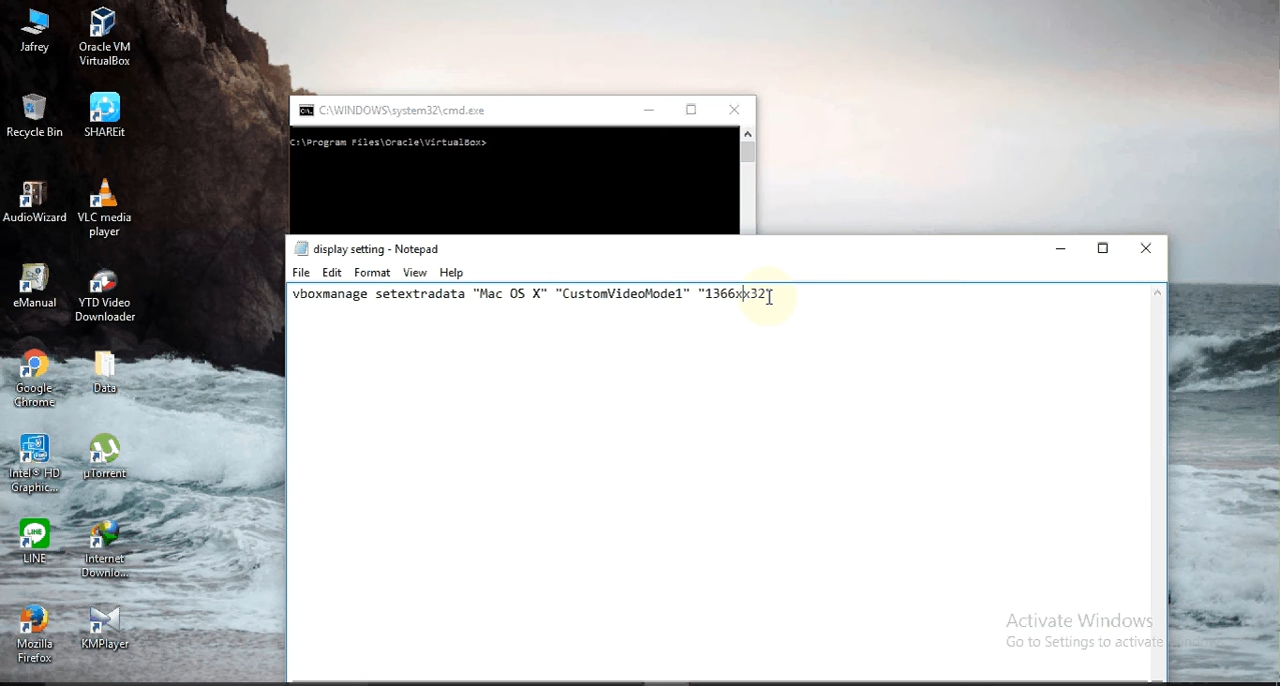 Jafrey
Oracle VM
VirtualBox
Recycle Bin
SHAREit
AudioWizard
VLC media
player
eManual
YTD Video
Downloader
Google
Chrome
Data
Intel® HD
Graphic...
µTorrent
LINE
Internet
Downlo...
Mozilla
Firefox
KMPlayer
C:\WINDOWS\system32\cmd.exe
C:\Program Files\Oracle\VirtualBox>
display setting - Notepad
File Edit Format View Help
vboxmanage setextradata "Mac OS X" "CustomVideoMode1" "1366xx32"
Activate Windows
Go to Settings to activate